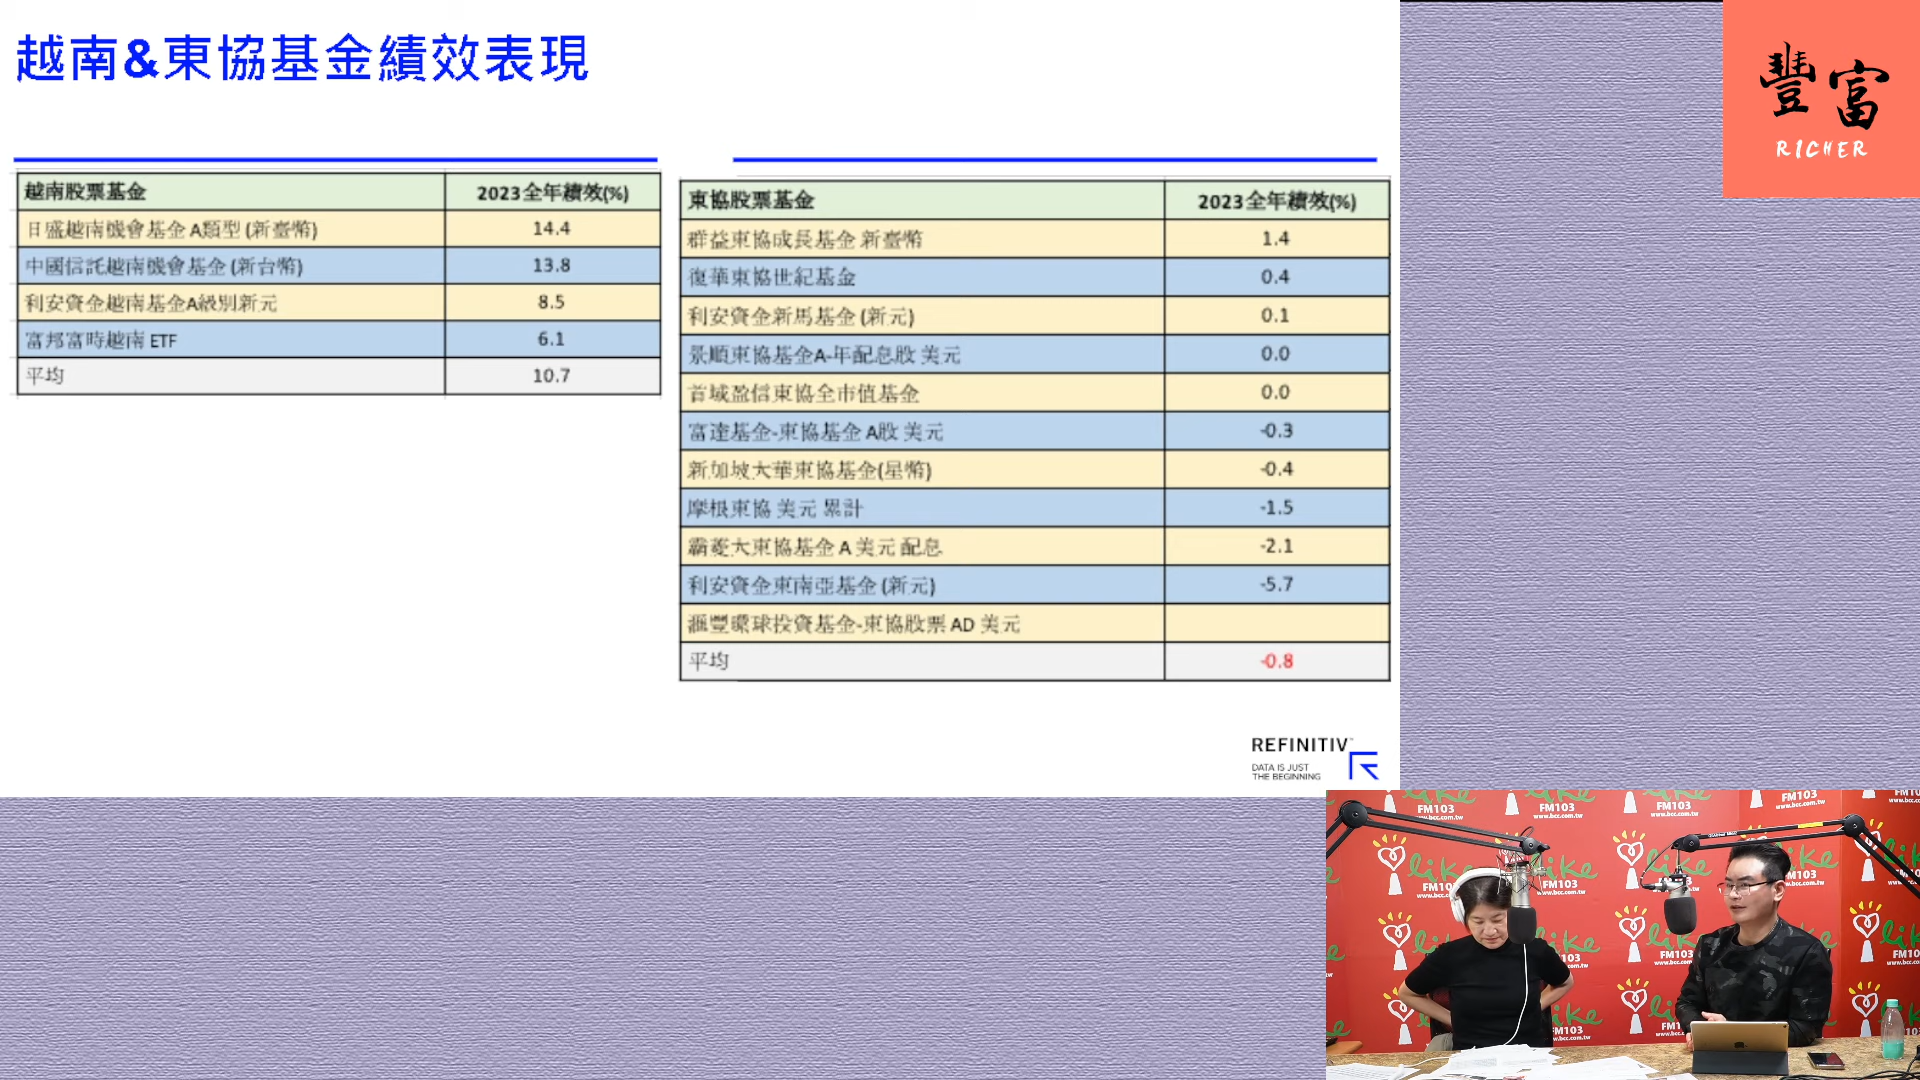 越南&東協基金績效表現
豐富
RICHER
越南股票基金 2023全年績效(%)
日盛越南機會基金 A類型 (新臺幣) 14.4
中國信託越南機會基金 (新台幣) 13.8
利安資金越南基金A級別新元 8.5
富邦富時越南 ETF 6.1
平均 10.7
東協股票基金 2023全年績效(%)
群益東協成長基金 新臺幣 1.4
復華東協世紀基金 0.4
利安資金新馬基金 (新元) 0.1
景順東協基金A-年配息股 美元 0.0
首域盈信東協全市值基金 0.0
富達基金-東協基金 A股 美元 -0.3
新加坡大華東協基金(星幣) -0.4
摩根東協 美元 累計 -1.5
霸菱大東協基金 A 美元 配息 -2.1
利安資金東南亞基金 (新元) -5.7
滙豐環球投資基金-東協股票 AD 美元
平均 -0.8
REFINITIV
DATA IS JUST
THE BEGINNING
like
FM103
www.bcc.com.tw